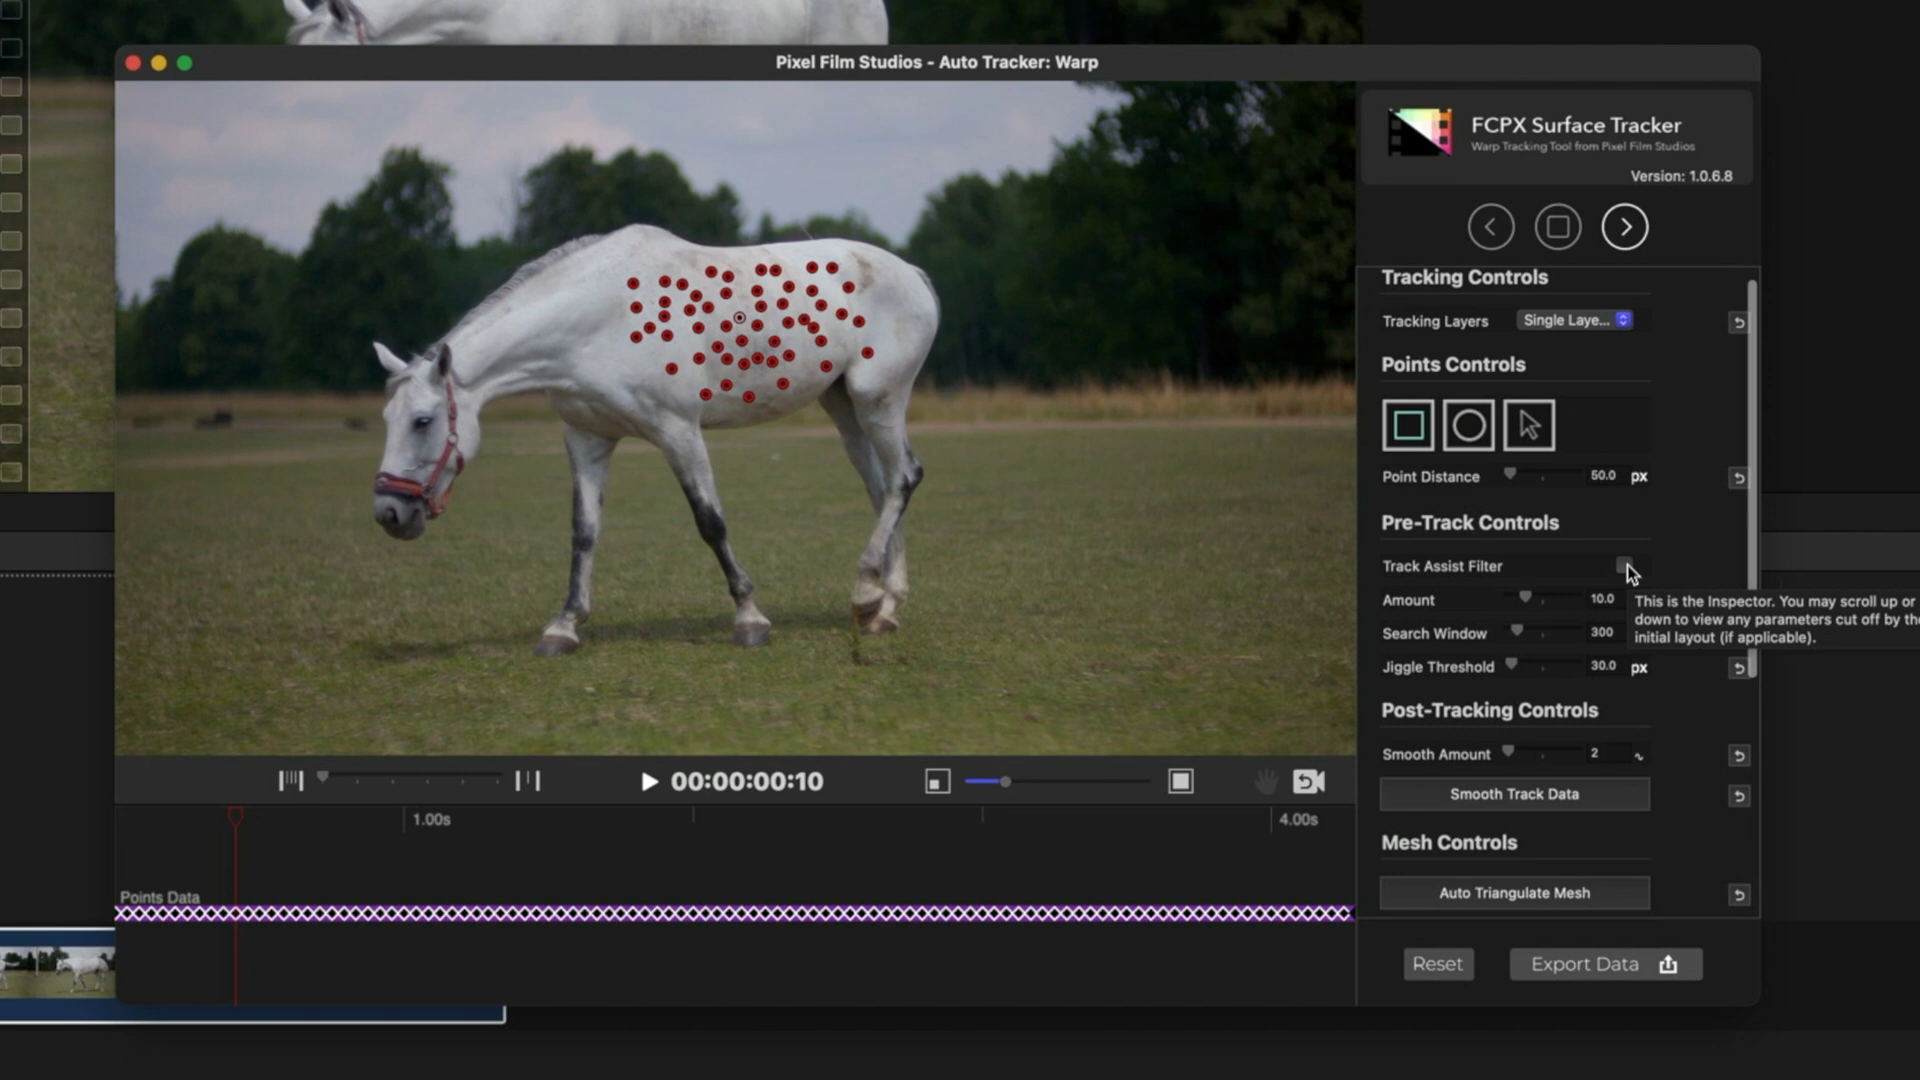 Pixel Film Studios - Auto Tracker: Warp
FCPX Surface Tracker
Warp Tracking Tool from Pixel Film Studios
Version: 1.0.6.8
Tracking Controls
Tracking Layers Single Laye...
Points Controls
Point Distance 50.0 px
Pre-Track Controls
Track Assist Filter
Amount 10.0
This is the Inspector. You may scroll up or
down to view any parameters cut off by the
initial layout (if applicable).
Search Window 300
Jiggle Threshold 30.0 px
Post-Tracking Controls
Smooth Amount 2
Smooth Track Data
Mesh Controls
Auto Triangulate Mesh
Reset
Export Data
00:00:00:10
1.00s
4.00s
Points Data